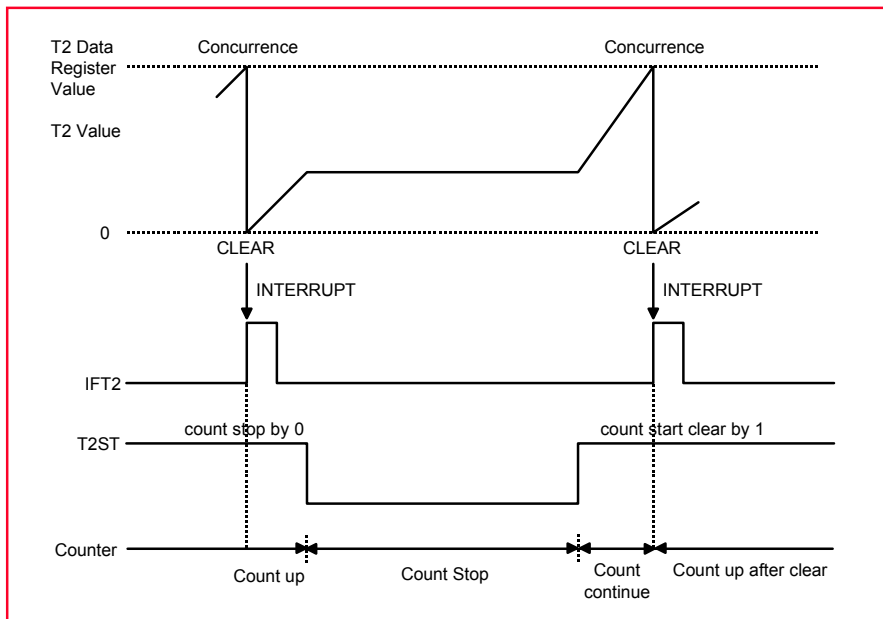 T2 Data
Register
Value
Concurrence
Concurrence
T2 Value
0
CLEAR
CLEAR
INTERRUPT
INTERRUPT
IFT2
count stop by 0
count start clear by 1
T2ST
Counter
Count up
Count Stop
Count
continue
Count up after clear